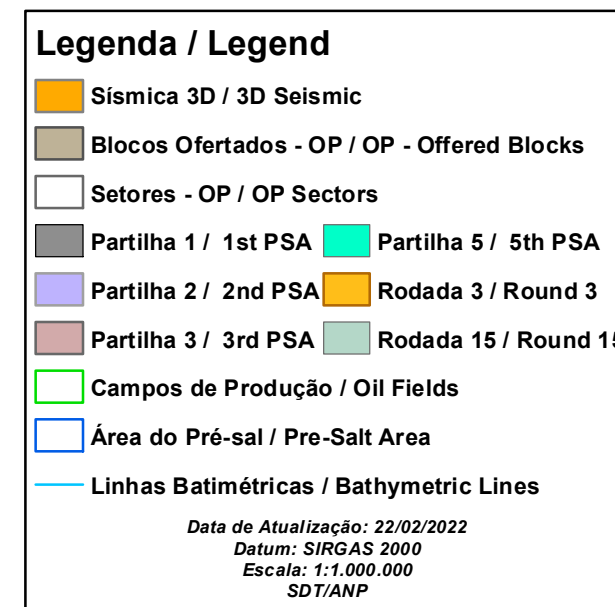 Legenda / Legend
Sísmica 3D / 3D Seismic
Blocos Ofertados - OP / OP - Offered Blocks
Setores - OP / OP Sectors
Partilha 1 / 1st PSA Partilha 5 / 5th PSA
Partilha 2 / 2nd PSA Rodada 3 / Round 3
Partilha 3 / 3rd PSA Rodada 15 / Round 15
Campos de Produção / Oil Fields
Área do Pré-sal / Pre-Salt Area
Linhas Batimétricas / Bathymetric Lines
Data de Atualização: 22/02/2022
Datum: SIRGAS 2000
Escala: 1:1.000.000
SDT/ANP